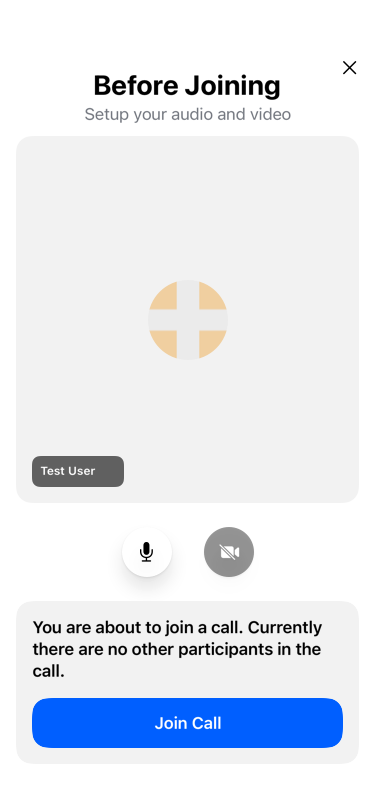 Before Joining
Setup your audio and video
Test User
You are about to join a call. Currently
there are no other participants in the
call.
Join Call